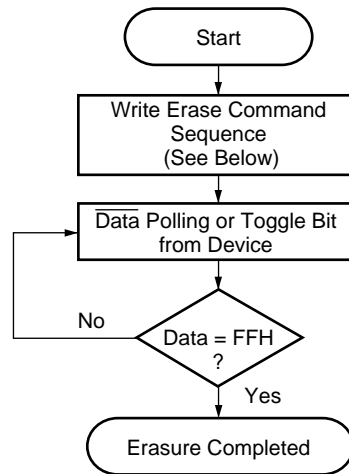 Start
Write Erase Command
Sequence
(See Below)
Data Polling or Toggle Bit
from Device
No
Data = FFH
?
Yes
Erasure Completed